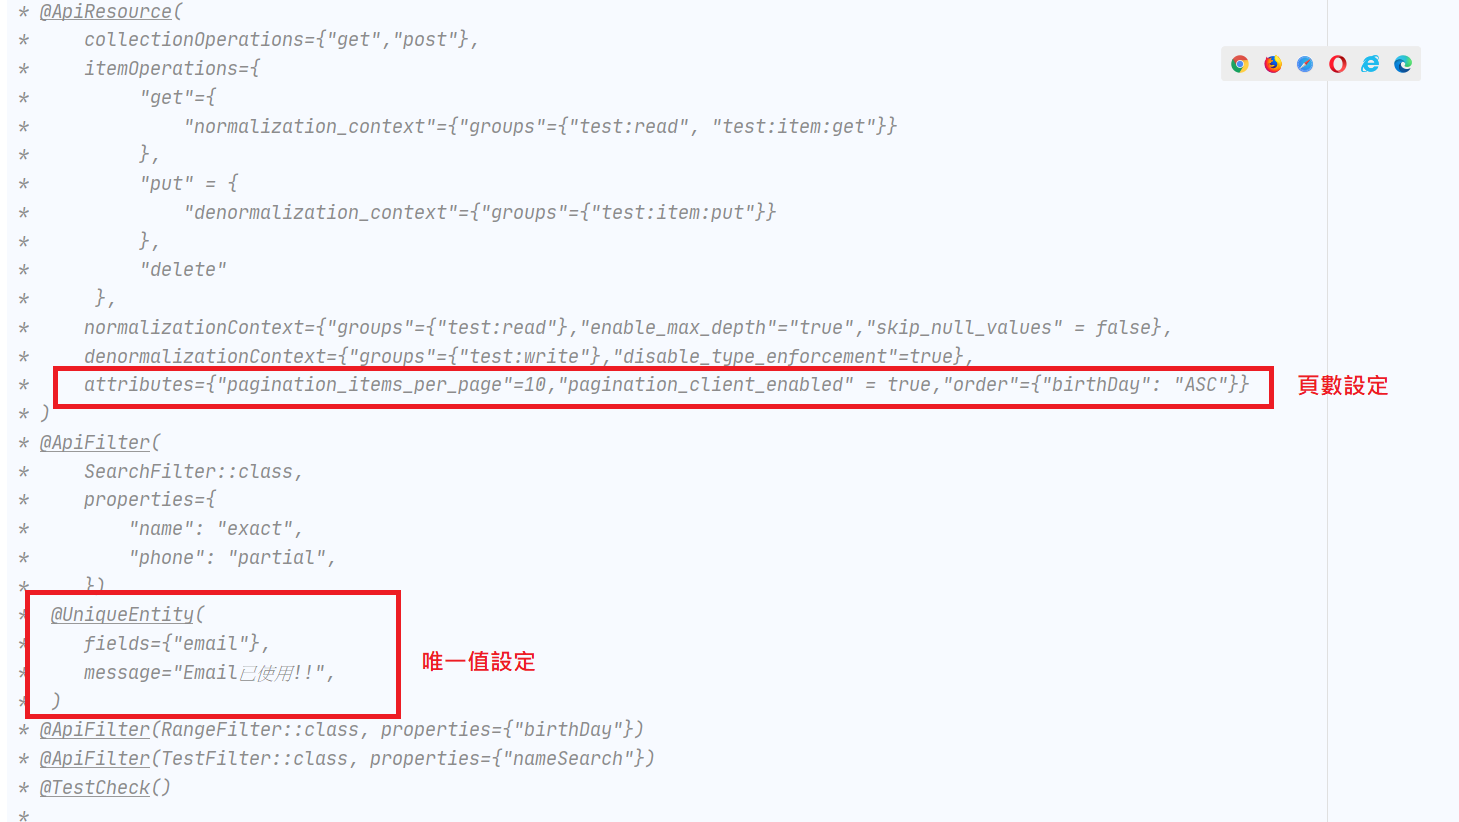 * @ApiResource(
*     collectionOperations={"get","post"},
*     itemOperations={
*          "get"={
*              "normalization_context"={"groups"={"test:read", "test:item:get"}}
*          },
*          "put" = {
*              "denormalization_context"={"groups"={"test:item:put"}}
*          },
*          "delete"
*      },
*     normalizationContext={"groups"={"test:read"},"enable_max_depth"="true","skip_null_values" = false},
*     denormalizationContext={"groups"={"test:write"},"disable_type_enforcement"=true},
*     attributes={"pagination_items_per_page"=10,"pagination_client_enabled" = true,"order"={"birthDay": "ASC"}} 頁數設定
* )
* @ApiFilter(
*     SearchFilter::class,
*     properties={
*         "name": "exact",
*         "phone": "partial",
*     })
*  @UniqueEntity(
*     fields={"email"},
*     message="Email已使用!!", 唯一值設定
*  )
* @ApiFilter(RangeFilter::class, properties={"birthDay"})
* @ApiFilter(TestFilter::class, properties={"nameSearch"})
* @TestCheck()
*